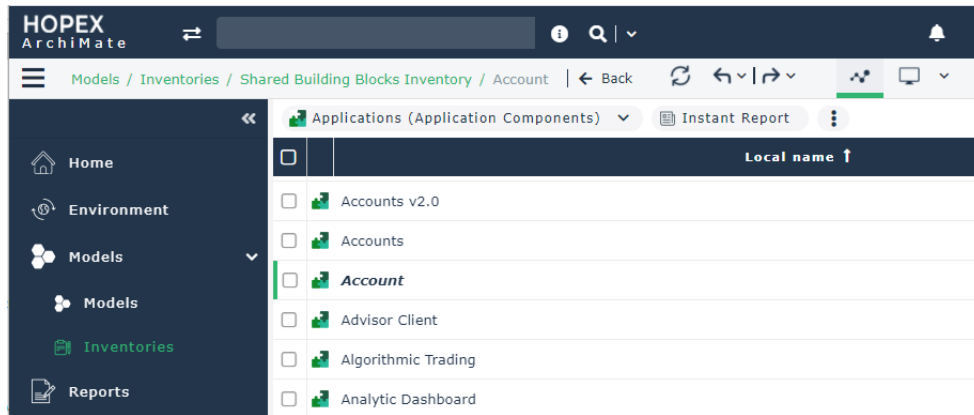 HOPEX
ArchiMate
Models / Inventories / Shared Building Blocks Inventory / Account | ← Back
Applications (Application Components)
Instant Report
Local name ↑
Home
Environment
Models
Models
Inventories
Reports
Accounts v2.0
Accounts
Account
Advisor Client
Algorithmic Trading
Analytic Dashboard